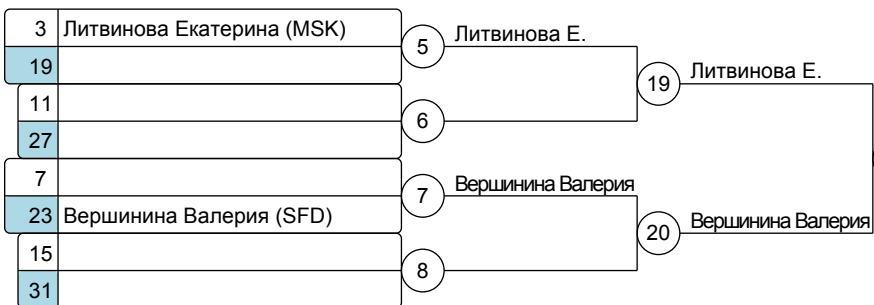 3 Литвинова Екатерина (MSK)
5 Литвинова Е.
19
19 Литвинова Е.
11
6
27
7
7 Вершинина Валерия
23 Вершинина Валерия (SFD)
20 Вершинина Валерия
15
8
31